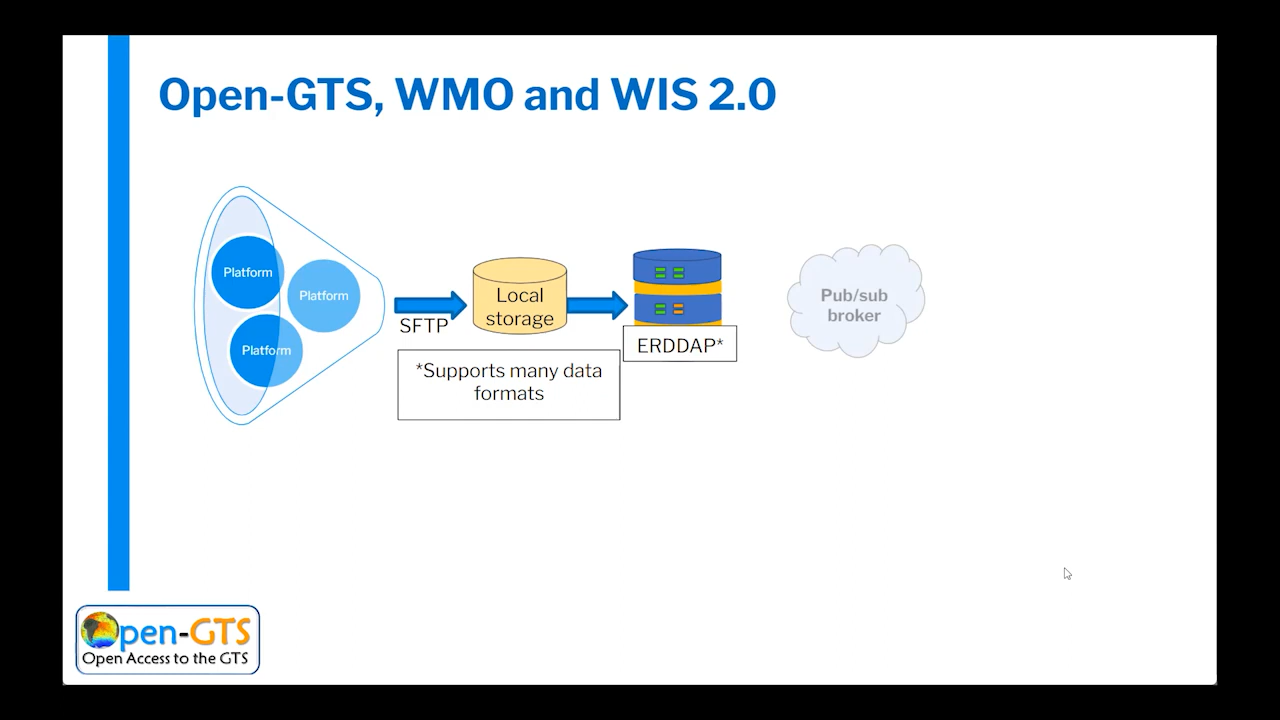 Open-GTS, WMO and WIS 2.0
Platform
Platform
Platform
SFTP
Local
storage
ERDDAP*
*Supports many data
formats
Pub/sub
broker
Open-GTS
Open Access to the GTS